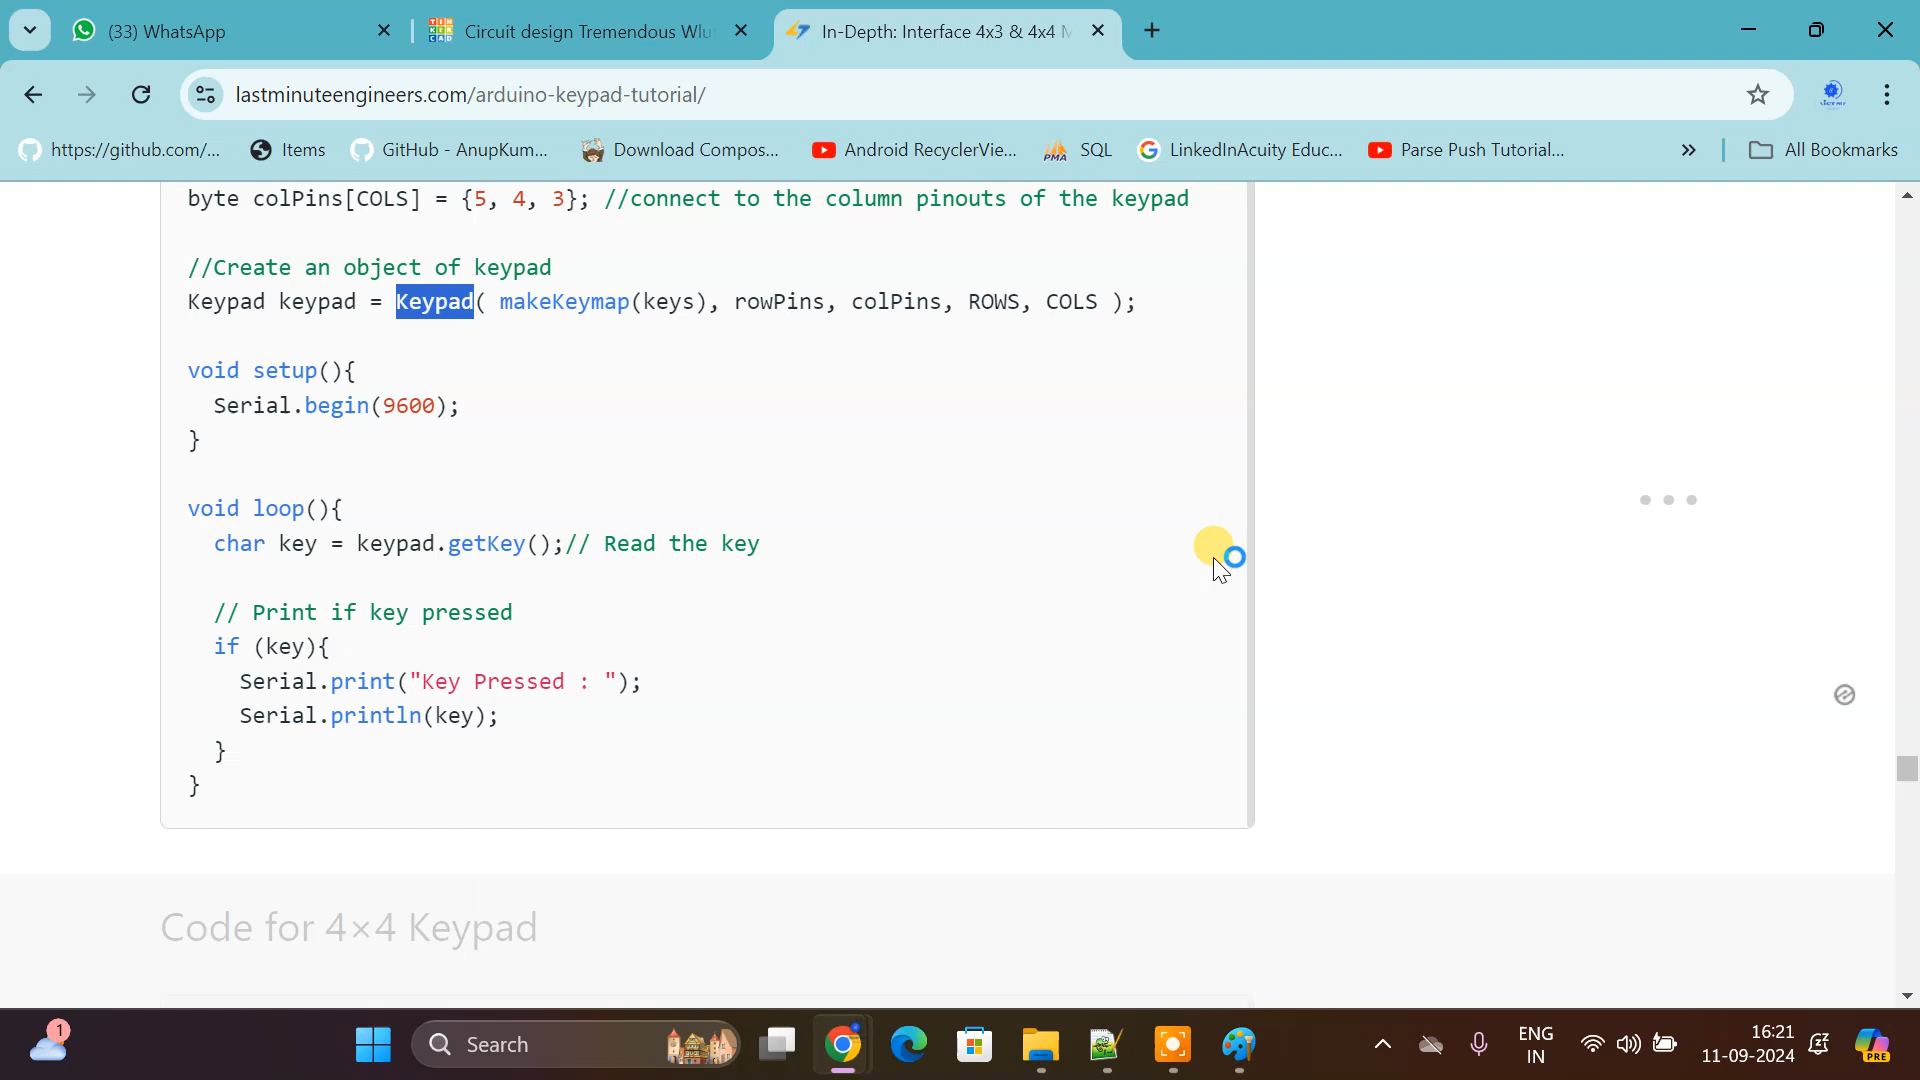 (33) WhatsApp
Circuit design Tremendous Wlu
In-Depth: Interface 4x3 & 4x4 M
lastminuteengineers.com/arduino-keypad-tutorial/
https://github.com/...
Items
GitHub - AnupKum...
Download Compos...
Android RecyclerVie...
SQL
LinkedInAcuity Educ...
Parse Push Tutorial...
»
All Bookmarks
byte colPins[COLS] = {5, 4, 3}; //connect to the column pinouts of the keypad
//Create an object of keypad
Keypad keypad = Keypad( makeKeymap(keys), rowPins, colPins, ROWS, COLS );
void setup(){
Serial.begin(9600);
}
void loop(){
char key = keypad.getKey();// Read the key
// Print if key pressed
if (key){
Serial.print("Key Pressed : ");
Serial.println(key);
}
}
Code for 4×4 Keypad
1
Search
ENG
IN
16:21
11-09-2024
PRE